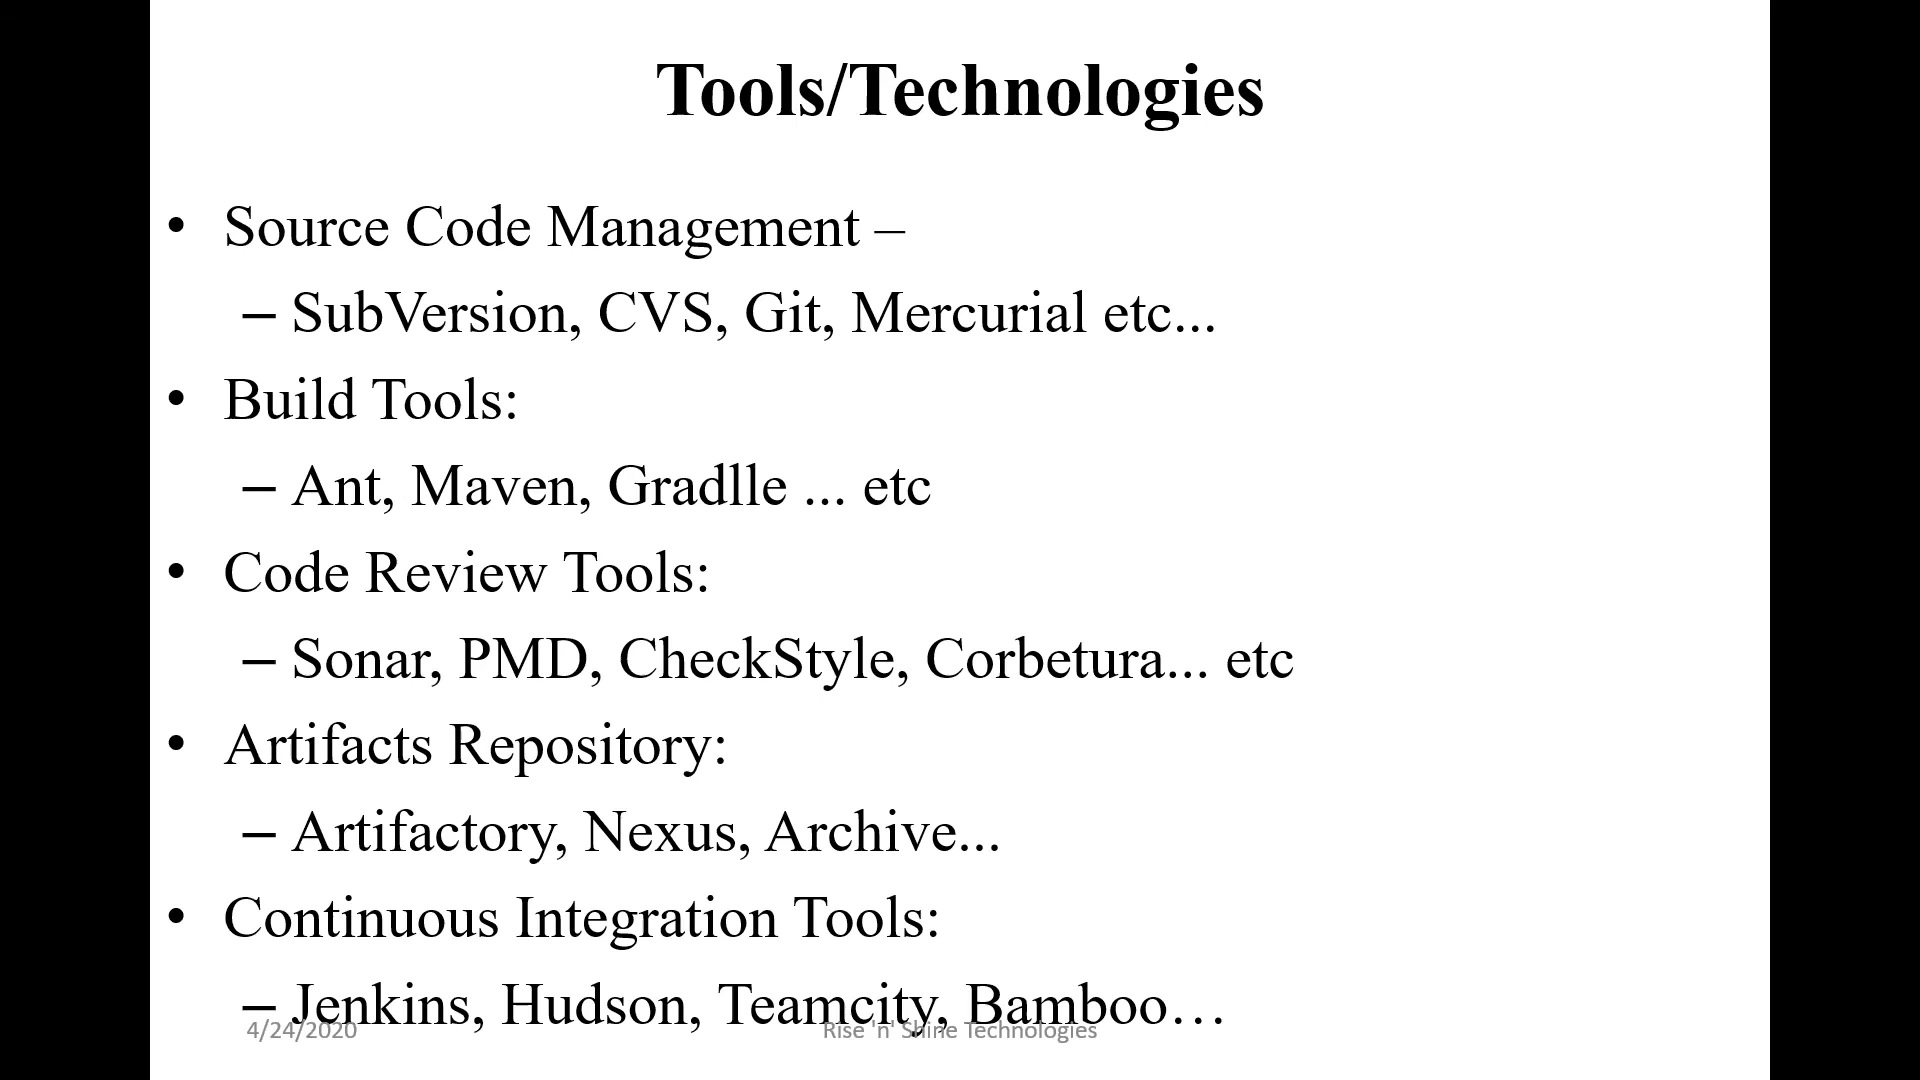 Tools/Technologies
• Source Code Management –
– SubVersion, CVS, Git, Mercurial etc...
• Build Tools:
– Ant, Maven, Gradlle ... etc
• Code Review Tools:
– Sonar, PMD, CheckStyle, Corbetura... etc
• Artifacts Repository:
– Artifactory, Nexus, Archive...
• Continuous Integration Tools:
– Jenkins, Hudson, Teamcity, Bamboo…
4/24/2020 Rise 'n' Shine Technologies